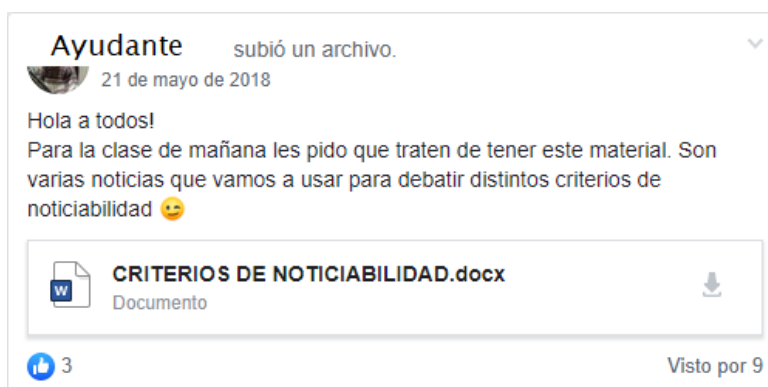 Ayudante subió un archivo.
21 de mayo de 2018
Hola a todos!
Para la clase de mañana les pido que traten de tener este material. Son
varias noticias que vamos a usar para debatir distintos criterios de
noticiabilidad 😉
W
CRITERIOS DE NOTICIABILIDAD.docx
Documento
3
Visto por 9